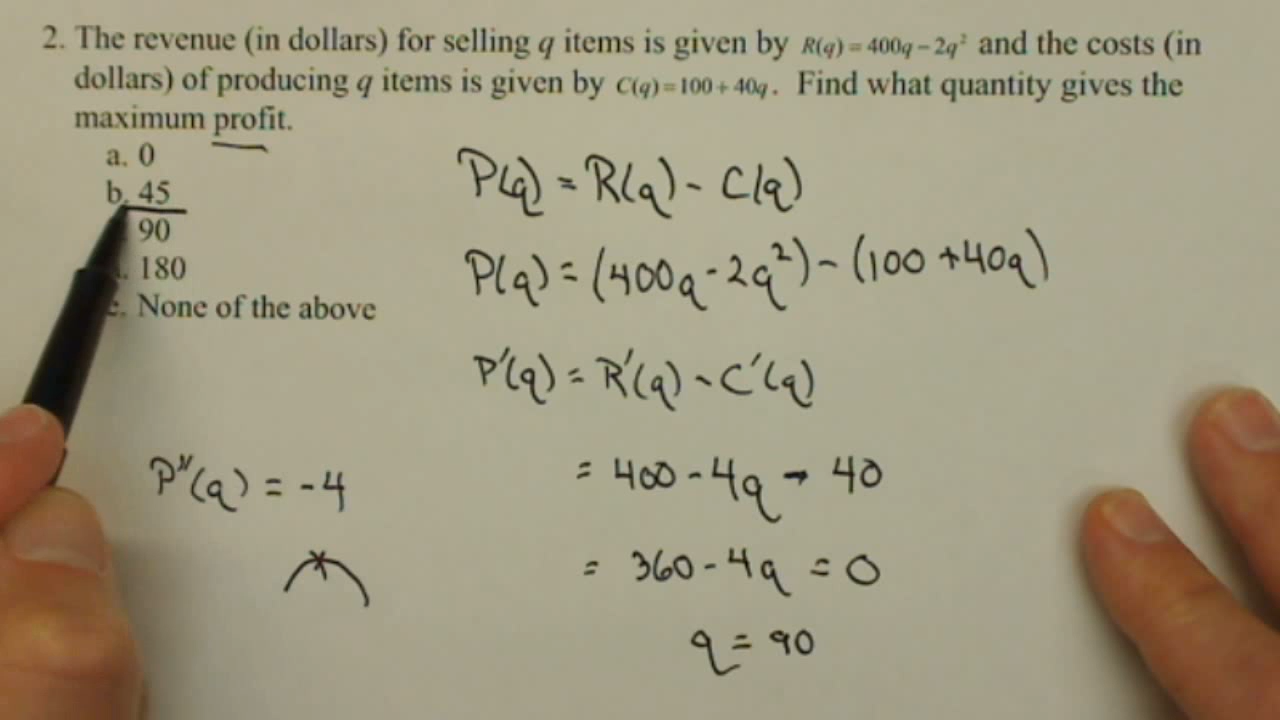 2. The revenue (in dollars) for selling q items is given by R(q) = 400q − 2q² and the costs (in
dollars) of producing q items is given by C(q) = 100 + 40q. Find what quantity gives the
maximum profit.
a. 0
b. 45
90
. 180
e. None of the above
P(q) = R(q) - C(q)
P(q) = (400q - 2q²) - (100 + 40q)
P'(q) = R'(q) - C'(q)
= 400 - 4q - 40
= 360 - 4q = 0
q = 90
P''(q) = -4